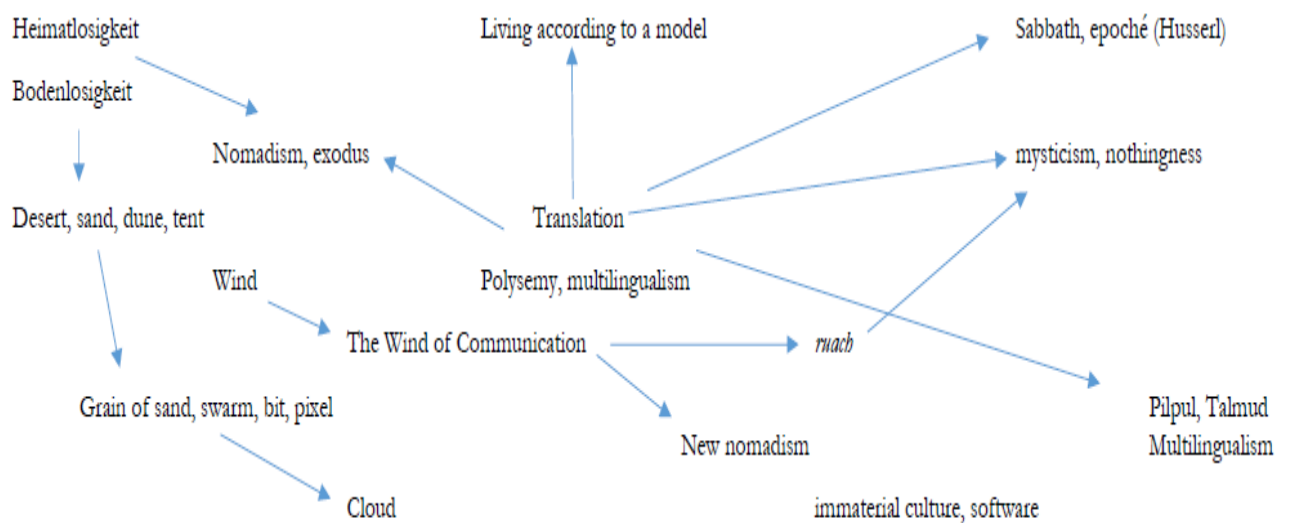 Heimatlosigkeit
Living according to a model
Sabbath, epoché (Husserl)
Bodenlosigkeit
Nomadism, exodus
mysticism, nothingness
Desert, sand, dune, tent
Translation
Wind
Polysemy, multilingualism
The Wind of Communication
ruach
Grain of sand, swarm, bit, pixel
Pilpul, Talmud
Multilingualism
New nomadism
Cloud
immaterial culture, software